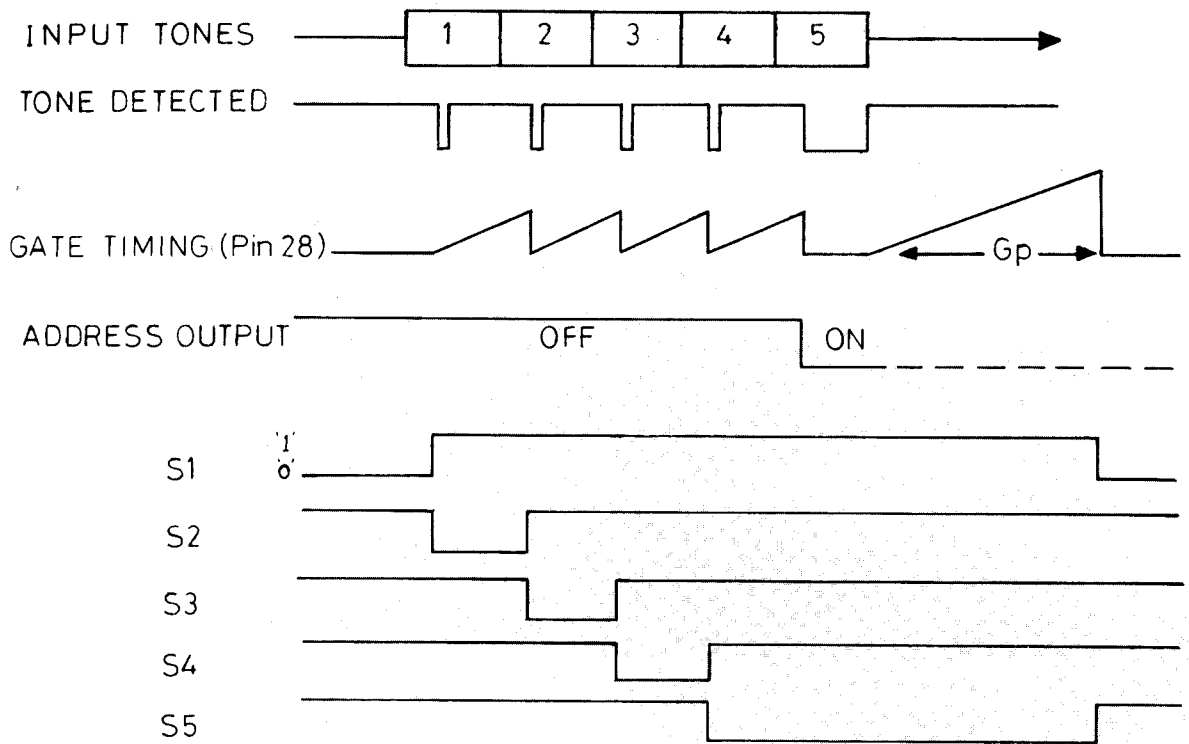 INPUT TONES 1 2 3 4 5
TONE DETECTED
GATE TIMING (Pin 28) Gp
ADDRESS OUTPUT OFF ON
'1'
S1 '0'
S2
S3
S4
S5